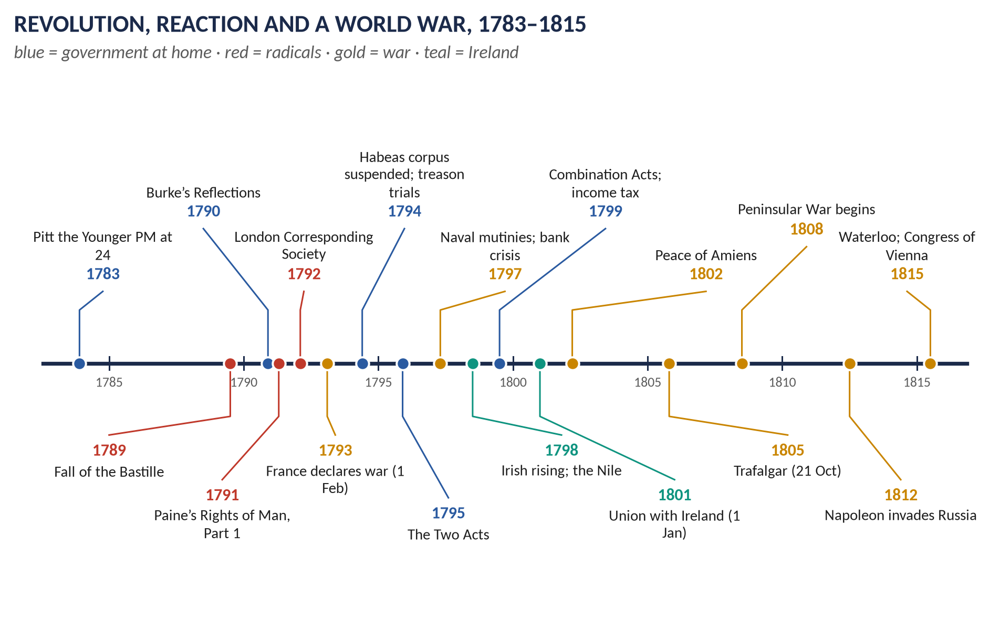 REVOLUTION, REACTION AND A WORLD WAR, 1783–1815
blue = government at home · red = radicals · gold = war · teal = Ireland
Pitt the Younger PM at
24
1783
Burke’s Reflections
1790
London Corresponding
Society
1792
Habeas corpus
suspended; treason
trials
1794
Naval mutinies; bank
crisis
1797
Combination Acts;
income tax
1799
Peace of Amiens
1802
Peninsular War begins
1808
Waterloo; Congress of
Vienna
1815
1785
1790
1795
1800
1805
1810
1815
1789
Fall of the Bastille
1791
Paine’s Rights of Man,
Part 1
1793
France declares war (1
Feb)
1795
The Two Acts
1798
Irish rising; the Nile
1801
Union with Ireland (1
Jan)
1805
Trafalgar (21 Oct)
1812
Napoleon invades Russia